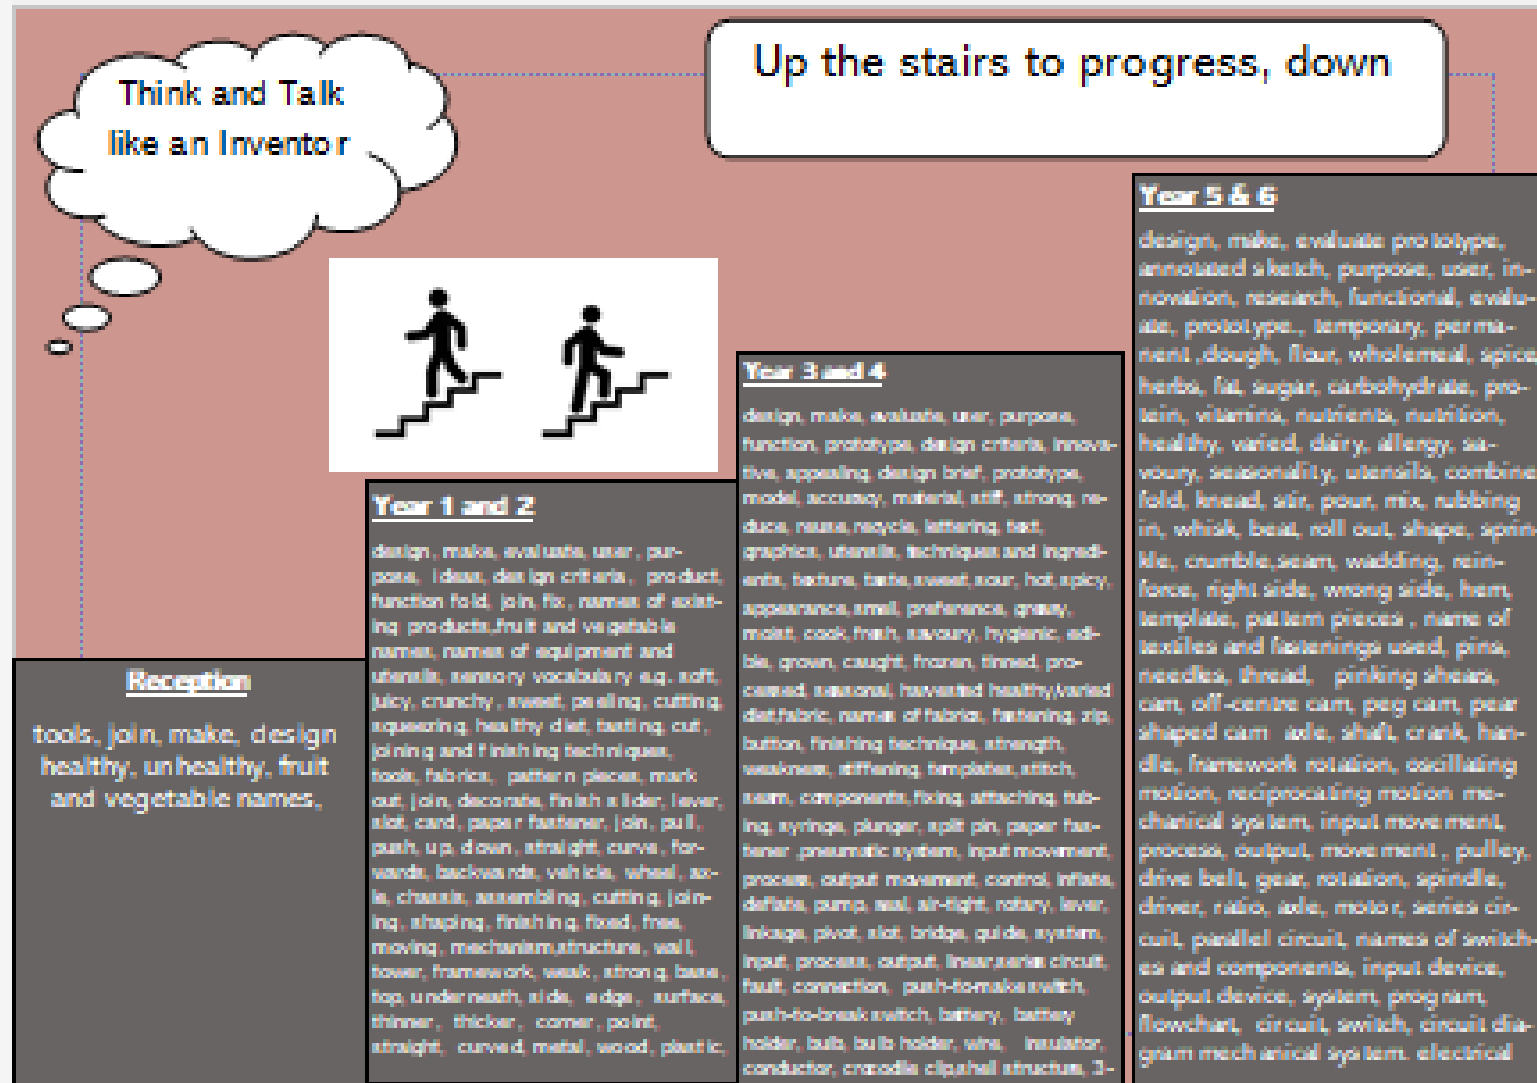 Think and Talk
like an Inventor
Up the stairs to progress, down
Reception
tools, join, make, design
healthy, unhealthy, fruit
and vegetable names,
Year 1 and 2
design, make, evaluate, user, pur-
pose, ideas, design criteria, product,
function fold, join, fix, names of exist-
ing products,fruit and vegetable
names, names of equipment and
utensils, sensory vocabulary e.g. soft,
juicy, crunchy, sweet, peeling, cutting,
squeezing, healthy diet, tasting, cut,
joining and finishing techniques,
tools, fabrics, pattern pieces, mark
out, join, decorate, finish slider, lever,
slot, card, paper fastener, join, pull,
push, up, down, straight, curve, for-
wards, backwards, vehicle, wheel, ax-
le, chassis, assembling, cutting, join-
ing, shaping, finishing, fixed, free,
moving, mechanism,structure, wall,
tower, framework, weak, strong, base,
top, underneath, side, edge, surface,
thinner, thicker, corner, point,
straight, curved, metal, wood, plastic,
Year 3 and 4
design, make, evaluate, user, purpose,
function, prototype, design criteria, innova-
tive, appealing, design brief, prototype,
model, accuracy, material, stiff, strong, re-
duce, reuse, recycle, lettering, text,
graphics, utensils, techniques and ingredi-
ents, texture, taste, sweet, sour, hot, spicy,
appearance, smell, preference, greasy,
moist, cook, fresh, savoury, hygienic, edi-
ble, grown, caught, frozen, tinned, pro-
cessed, seasonal, harvested healthy/varied
diet,fabric, names of fabrics, fastening, zip,
button, finishing technique, strength,
weakness, stiffening, templates, stitch,
seam, components,fixing, attaching, tub-
ing, syringe, plunger, split pin, paper fas-
tener ,pneumatic system, input movement,
process, output movement, control, inflate,
deflate, pump, seal, air-tight, rotary, lever,
linkage, pivot, slot, bridge, guide, system,
input, process, output, linear,series circuit,
fault, connection, push-to-make switch,
push-to-break switch, battery, battery
holder, bulb, bulb holder, wire, insulator,
conductor, crocodile clip,shell structure, 3-
Year 5 & 6
design, make, evaluate prototype,
annotated sketch, purpose, user, in-
novation, research, functional, evalu-
ate, prototype., temporary, perma-
nent ,dough, flour, wholemeal, spice,
herbs, fat, sugar, carbohydrate, pro-
tein, vitamins, nutrients, nutrition,
healthy, varied, dairy, allergy, sa-
voury, seasonality, utensils, combine
fold, knead, stir, pour, mix, rubbing
in, whisk, beat, roll out, shape, sprin-
kle, crumble,seam, wadding, rein-
force, right side, wrong side, hem,
template, pattern pieces , name of
textiles and fastenings used, pins,
needles, thread, pinking shears,
cam, off-centre cam, peg cam, pear
shaped cam axle, shaft, crank, han-
dle, framework rotation, oscillating
motion, reciprocating motion me-
chanical system, input movement,
process, output, movement , pulley,
drive belt, gear, rotation, spindle,
driver, ratio, axle, motor, series cir-
cuit, parallel circuit, names of switch-
es and components, input device,
output device, system, program,
flowchart, circuit, switch, circuit dia-
gram mechanical system. electrical